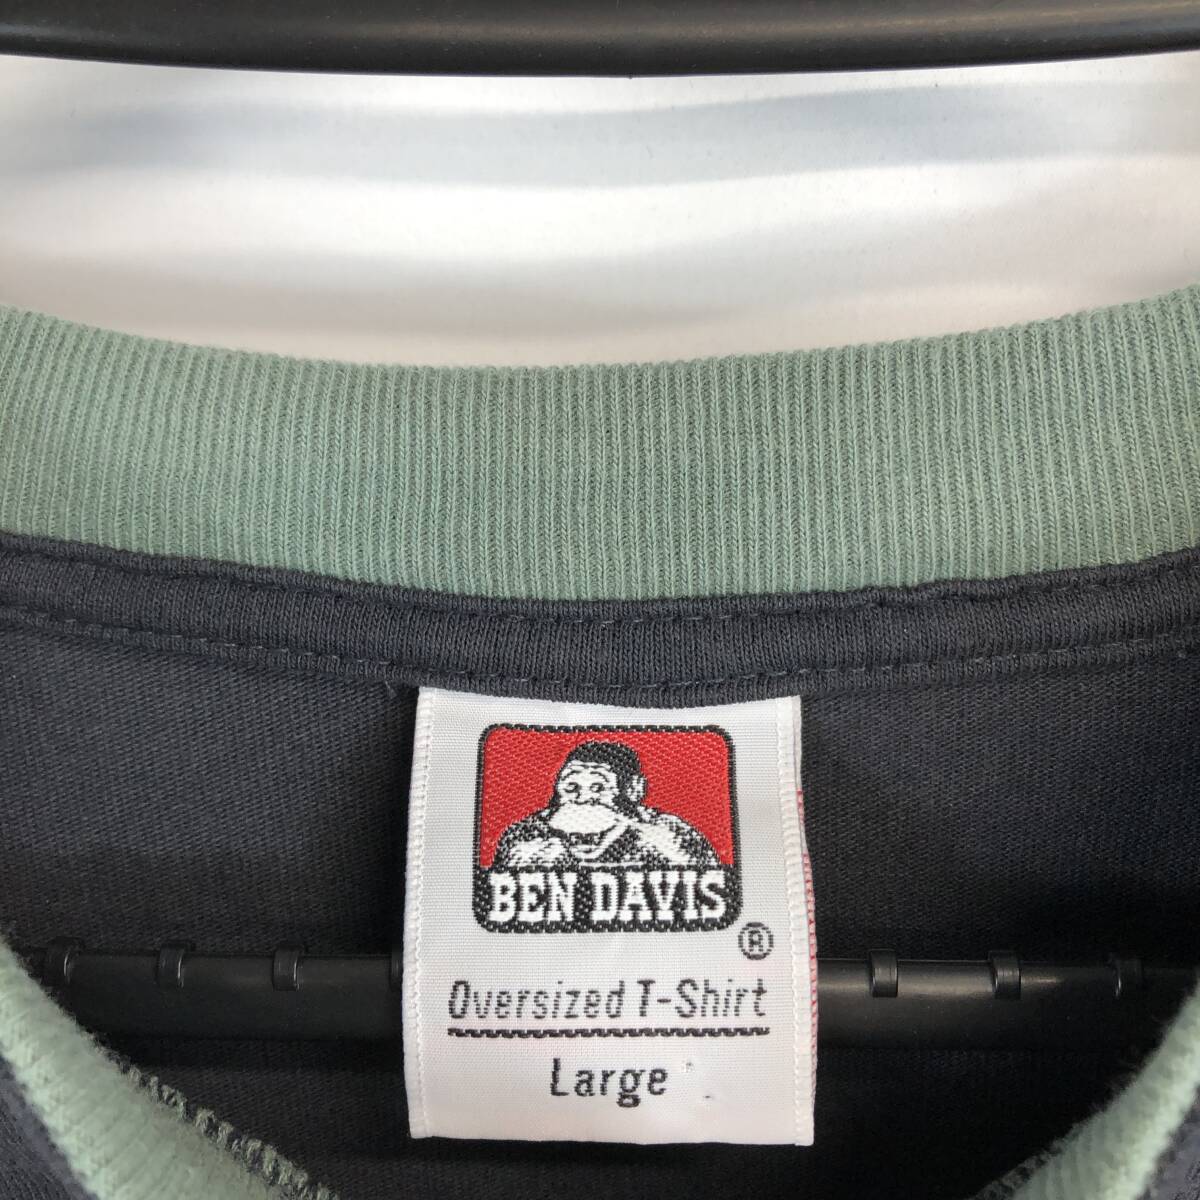 BEN DAVIS
®
Oversized T-Shirt
Large